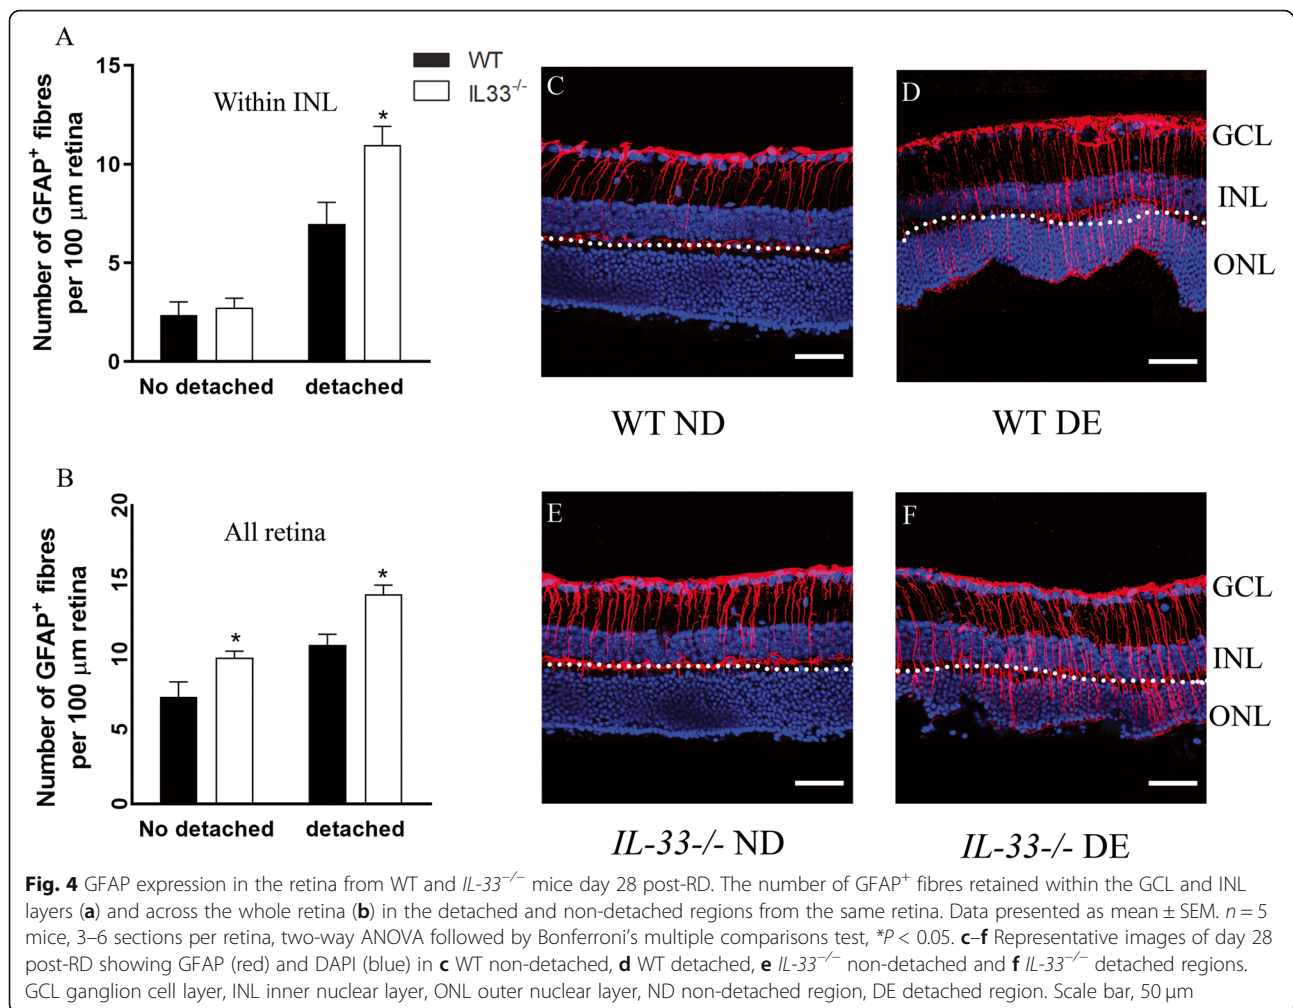 A
15
10
5
0
Number of GFAP⁺ fibres
per 100 μm retina
Within INL
WT
IL33⁻/⁻
*
No detached
detached
C
WT ND
D
GCL
INL
ONL
WT DE
B
20
15
10
5
0
Number of GFAP⁺ fibres
per 100 μm retina
All retina
*
*
No detached
detached
E
IL-33-/- ND
F
GCL
INL
ONL
IL-33-/- DE
Fig. 4 GFAP expression in the retina from WT and IL-33⁻/⁻ mice day 28 post-RD. The number of GFAP⁺ fibres retained within the GCL and INL
layers (a) and across the whole retina (b) in the detached and non-detached regions from the same retina. Data presented as mean ± SEM. n = 5
mice, 3–6 sections per retina, two-way ANOVA followed by Bonferroni’s multiple comparisons test, *P < 0.05. c–f Representative images of day 28
post-RD showing GFAP (red) and DAPI (blue) in c WT non-detached, d WT detached, e IL-33⁻/⁻ non-detached and f IL-33⁻/⁻ detached regions.
GCL ganglion cell layer, INL inner nuclear layer, ONL outer nuclear layer, ND non-detached region, DE detached region. Scale bar, 50 μm